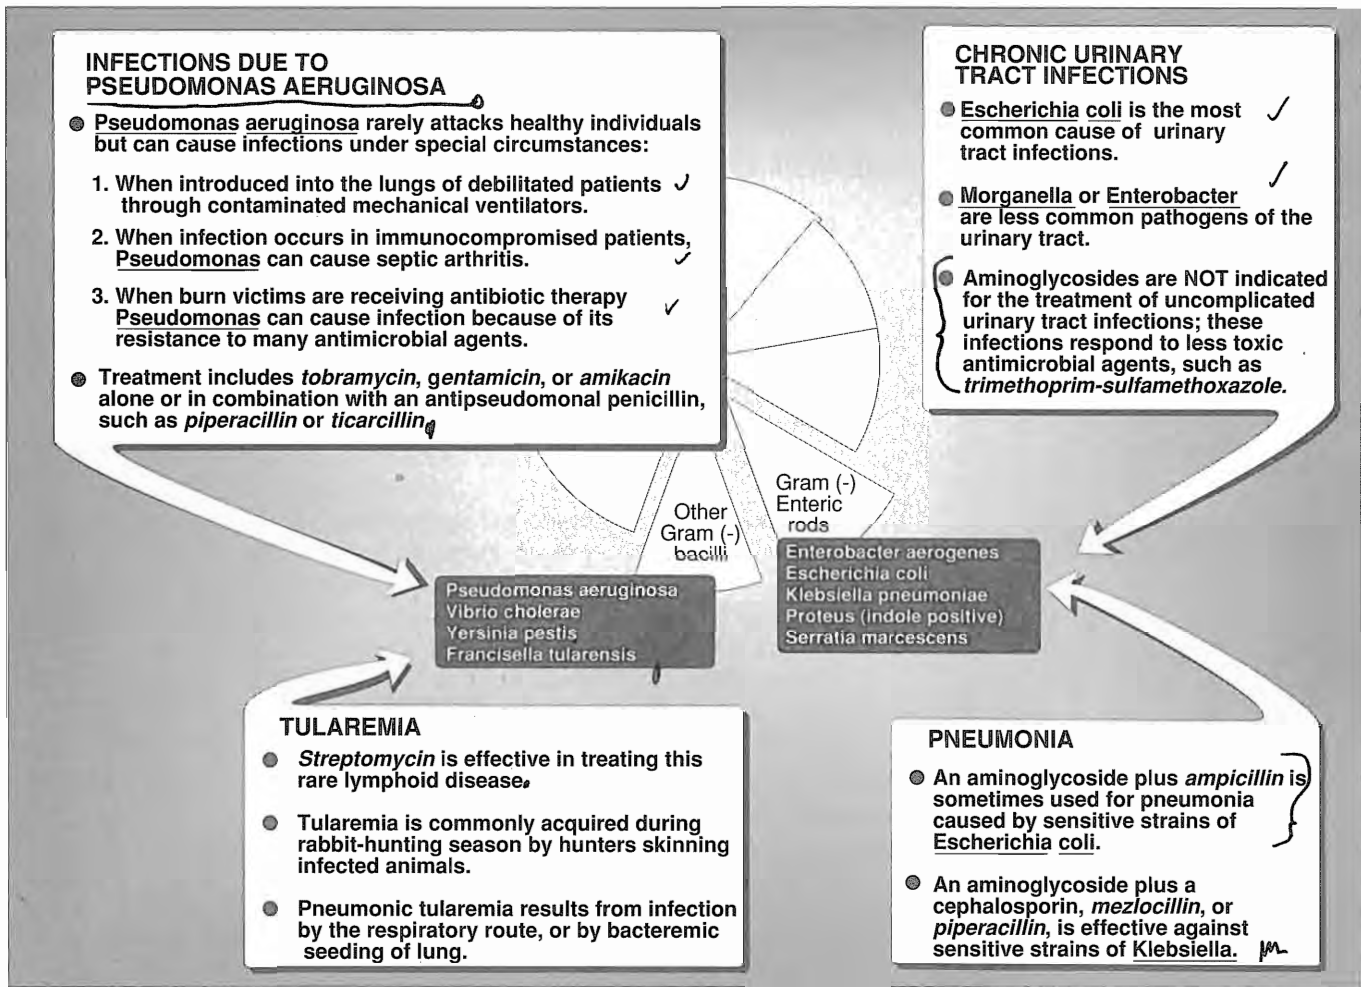 INFECTIONS DUE TO
PSEUDOMONAS AERUGINOSA
Pseudomonas aeruginosa rarely attacks healthy individuals
but can cause infections under special circumstances:
1. When introduced into the lungs of debilitated patients
through contaminated mechanical ventilators.
2. When infection occurs in immunocompromised patients,
Pseudomonas can cause septic arthritis.
3. When burn victims are receiving antibiotic therapy
Pseudomonas can cause infection because of its
resistance to many antimicrobial agents.
Treatment includes tobramycin, gentamicin, or amikacin
alone or in combination with an antipseudomonal penicillin,
such as piperacillin or ticarcillin.
CHRONIC URINARY
TRACT INFECTIONS
Escherichia coli is the most
common cause of urinary
tract infections.
Morganella or Enterobacter
are less common pathogens of the
urinary tract.
Aminoglycosides are NOT indicated
for the treatment of uncomplicated
urinary tract infections; these
infections respond to less toxic
antimicrobial agents, such as
trimethoprim-sulfamethoxazole.
Other
Gram (-)
bacilli
Gram (-)
Enteric
rods
Pseudomonas aeruginosa
Vibrio cholerae
Yersinia pestis
Francisella tularensis
Enterobacter aerogenes
Escherichia coli
Klebsiella pneumoniae
Proteus (indole positive)
Serratia marcescens
TULAREMIA
Streptomycin is effective in treating this
rare lymphoid disease.
Tularemia is commonly acquired during
rabbit-hunting season by hunters skinning
infected animals.
Pneumonic tularemia results from infection
by the respiratory route, or by bacteremic
seeding of lung.
PNEUMONIA
An aminoglycoside plus ampicillin is
sometimes used for pneumonia
caused by sensitive strains of
Escherichia coli.
An aminoglycoside plus a
cephalosporin, mezlocillin, or
piperacillin, is effective against
sensitive strains of Klebsiella.